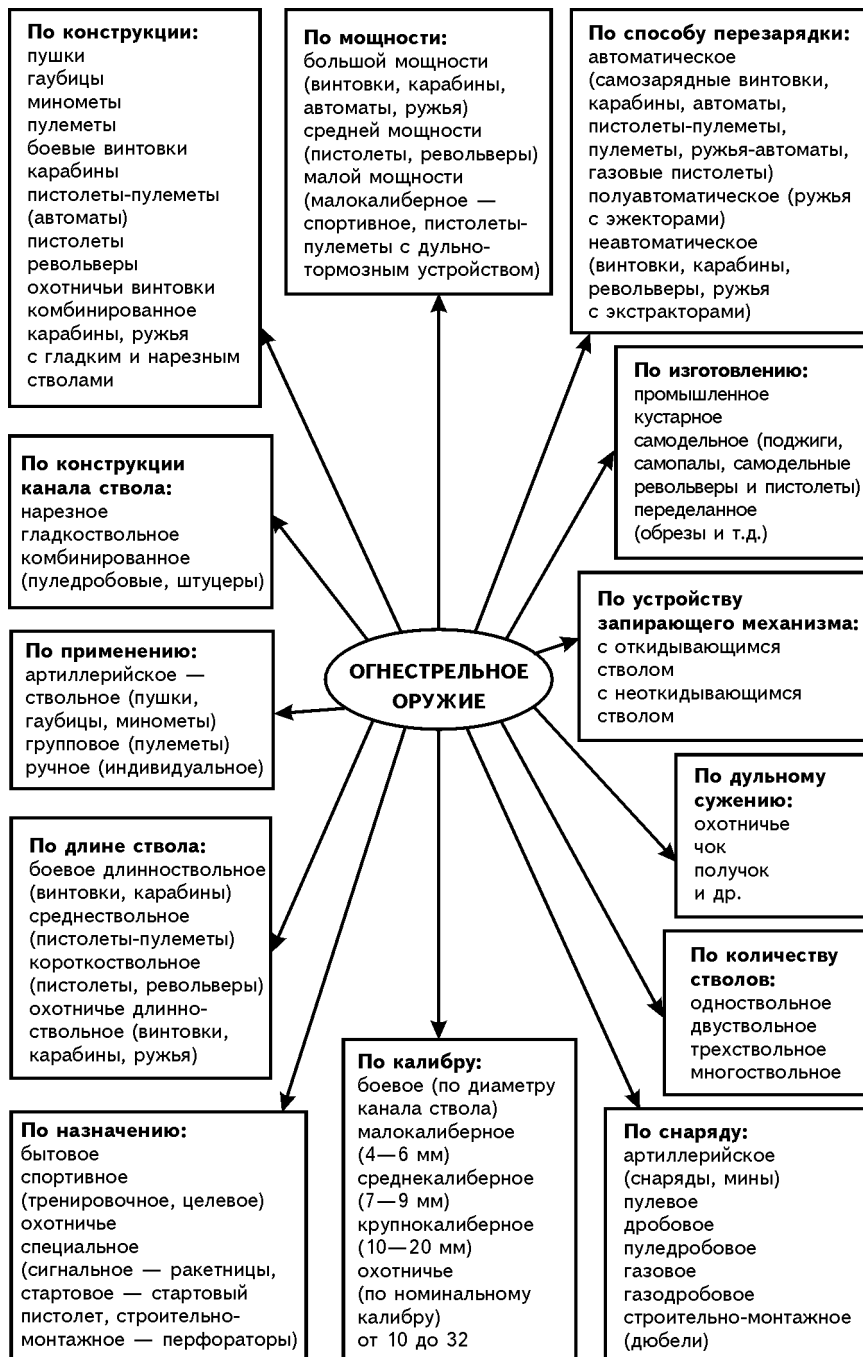 По конструкции:
пушки
гаубицы
минометы
пулеметы
боевые винтовки
карабины
пистолеты-пулеметы
(автоматы)
пистолеты
револьверы
охотничьи винтовки
комбинированное
карабины, ружья
с гладким и нарезным
стволами
По мощности:
большой мощности
(винтовки, карабины,
автоматы, ружья)
средней мощности
(пистолеты, револьверы)
малой мощности
(малокалиберное —
спортивное, пистолеты-
пулеметы с дульно-
тормозным устройством)
По способу перезарядки:
автоматическое
(самозарядные винтовки,
карабины, автоматы,
пистолеты-пулеметы,
пулеметы, ружья-автоматы,
газовые пистолеты)
полуавтоматическое (ружья
с эжекторами)
неавтоматическое
(винтовки, карабины,
револьверы, ружья
с экстракторами)
По изготовлению:
промышленное
кустарное
самодельное (поджиги,
самопалы, самодельные
револьверы и пистолеты)
переделанное
(обрезы и т.д.)
По конструкции
канала ствола:
нарезное
гладкоствольное
комбинированное
(пуледробовые, штуцеры)
По устройству
запирающего механизма:
с откидывающимся
стволом
с неоткидывающимся
стволом
По применению:
артиллерийское —
ствольное (пушки,
гаубицы, минометы)
групповое (пулеметы)
ручное (индивидуальное)
ОГНЕСТРЕЛЬНОЕ
ОРУЖИЕ
По дульному
сужению:
охотничье
чок
получок
и др.
По длине ствола:
боевое длинноствольное
(винтовки, карабины)
среднествольное
(пистолеты-пулеметы)
короткоствольное
(пистолеты, револьверы)
охотничье длинно-
ствольное (винтовки,
карабины, ружья)
По количеству
стволов:
одноствольное
двуствольное
трехствольное
многоствольное
По назначению:
бытовое
спортивное
(тренировочное, целевое)
охотничье
специальное
(сигнальное — ракетницы,
стартовое — стартовый
пистолет, строительно-
монтажное — перфораторы)
По калибру:
боевое (по диаметру
канала ствола)
малокалиберное
(4—6 мм)
среднекалиберное
(7—9 мм)
крупнокалиберное
(10—20 мм)
охотничье
(по номинальному
калибру)
от 10 до 32
По снаряду:
артиллерийское
(снаряды, мины)
пулевое
дробовое
пуледробовое
газовое
газодробовое
строительно-монтажное
(дюбели)